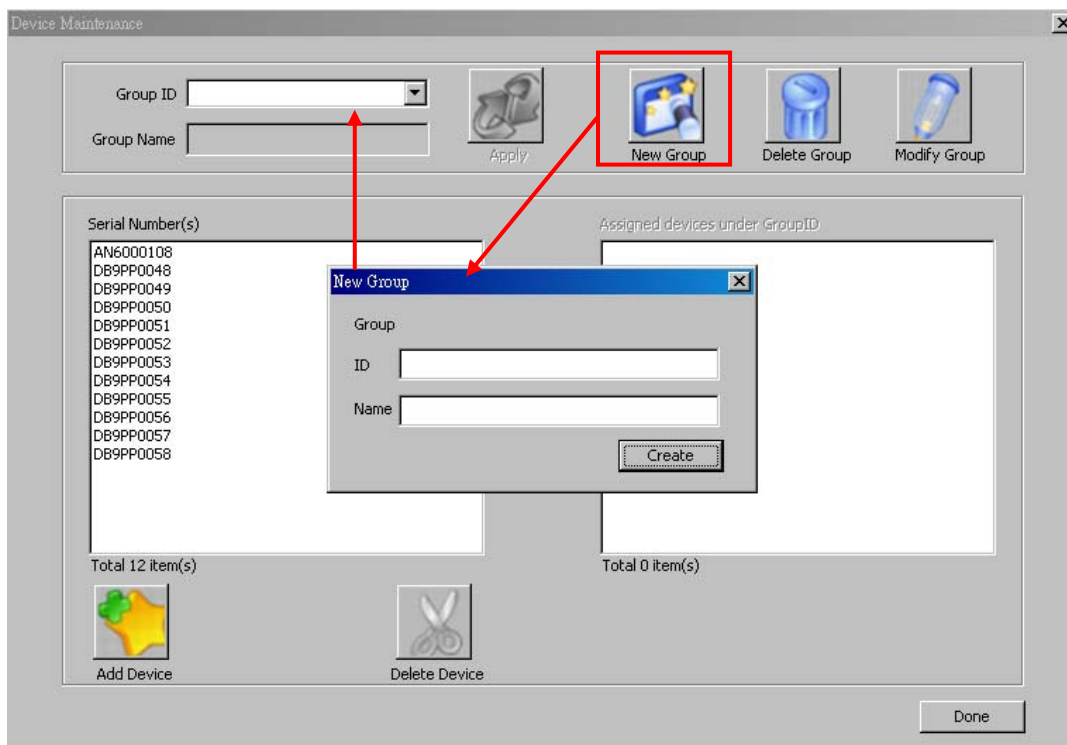 Device Maintenance
Group ID
Group Name
Apply
New Group
Delete Group
Modify Group
Serial Number(s)
Assigned devices under GroupID
AN6000108
DB9PP0048
DB9PP0049
DB9PP0050
DB9PP0051
DB9PP0052
DB9PP0053
DB9PP0054
DB9PP0055
DB9PP0056
DB9PP0057
DB9PP0058
New Group
Group
ID
Name
Create
Total 12 item(s)
Total 0 item(s)
Add Device
Delete Device
Done